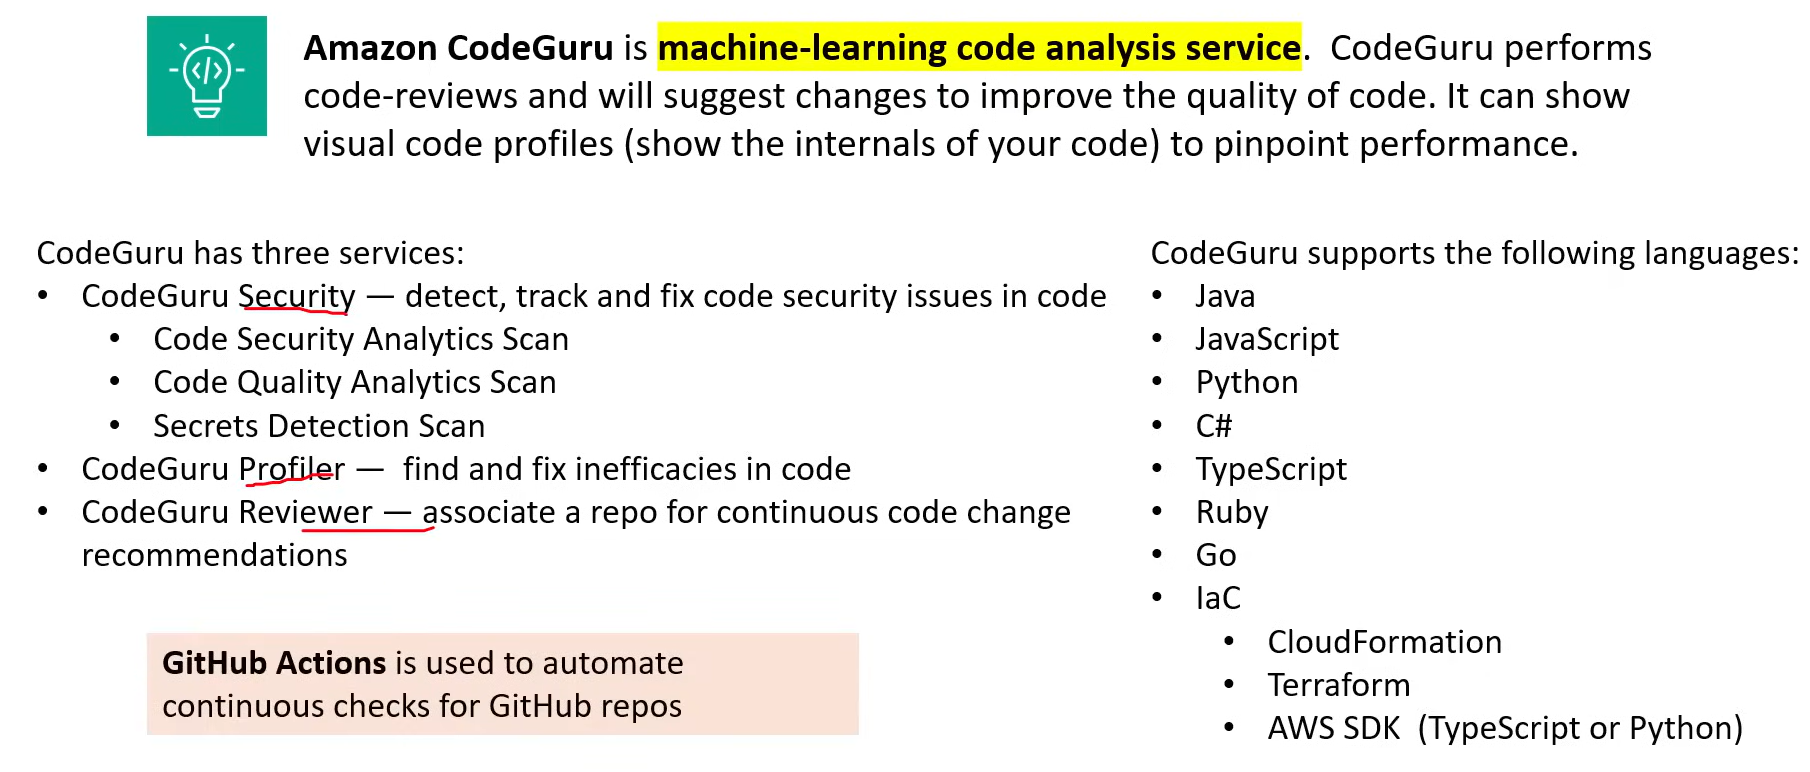 Amazon CodeGuru is machine-learning code analysis service. CodeGuru performs
code-reviews and will suggest changes to improve the quality of code. It can show
visual code profiles (show the internals of your code) to pinpoint performance.
CodeGuru has three services:
• CodeGuru Security — detect, track and fix code security issues in code
• Code Security Analytics Scan
• Code Quality Analytics Scan
• Secrets Detection Scan
• CodeGuru Profiler — find and fix inefficacies in code
• CodeGuru Reviewer — associate a repo for continuous code change
recommendations
GitHub Actions is used to automate
continuous checks for GitHub repos
CodeGuru supports the following languages:
• Java
• JavaScript
• Python
• C#
• TypeScript
• Ruby
• Go
• IaC
• CloudFormation
• Terraform
• AWS SDK (TypeScript or Python)